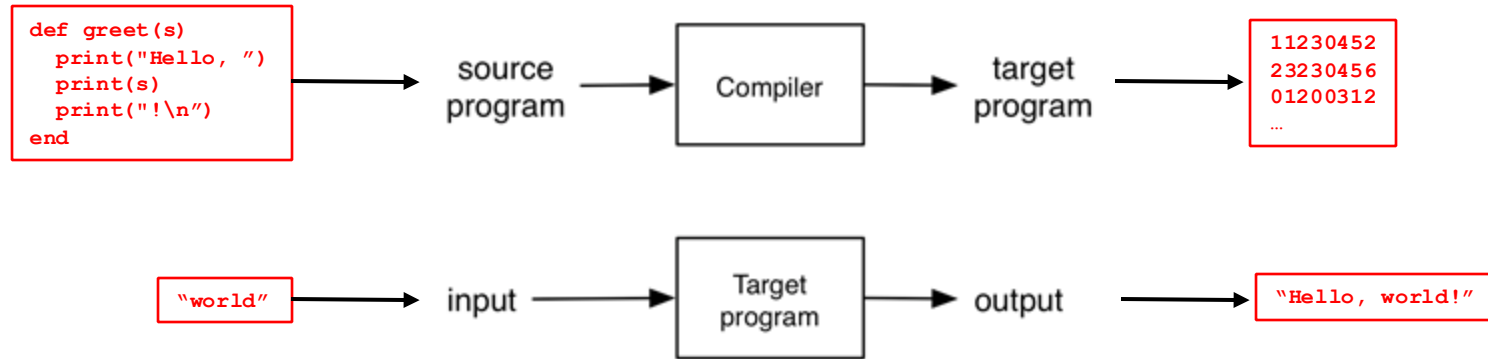 def greet(s)
  print("Hello, ”)
  print(s)
  print("!\n”)
end
source
program
Compiler
target
program
11230452
23230456
01200312
…
“world”
input
Target
program
output
“Hello, world!”